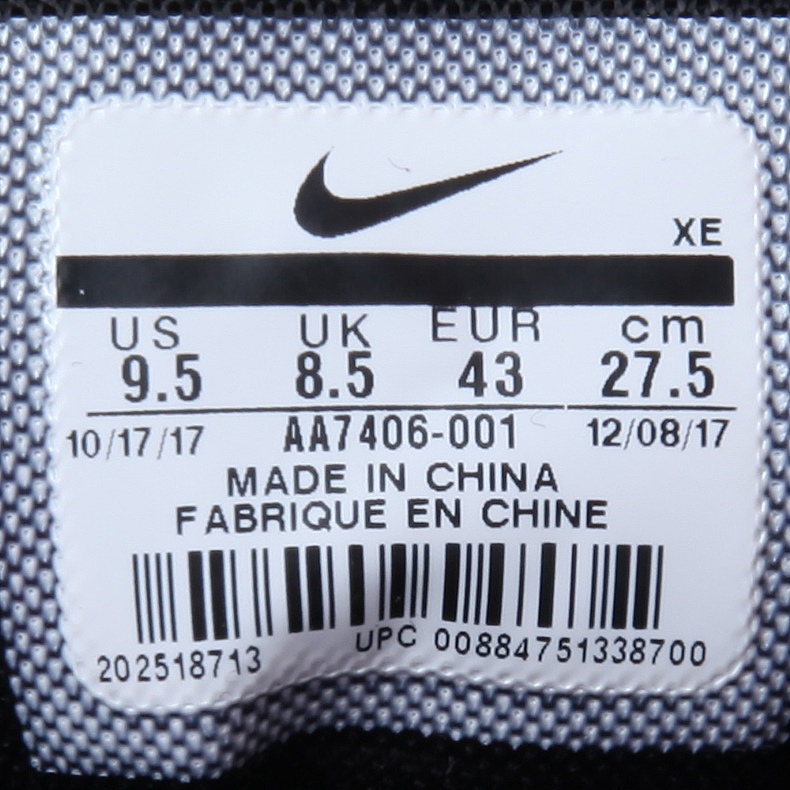 XE
US UK EUR cm
9.5 8.5 43 27.5
10/17/17 AA7406-001 12/08/17
MADE IN CHINA
FABRIQUE EN CHINE
202518713 UPC 00884751338700